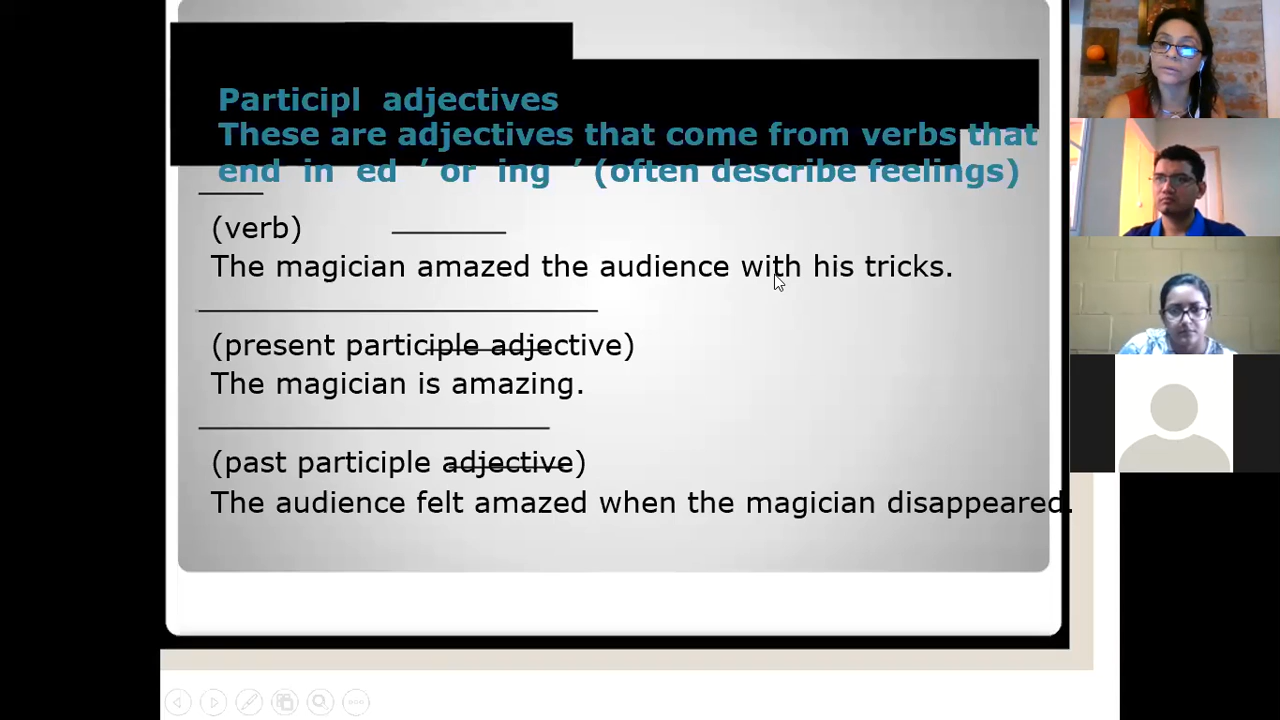 Participl adjectives
These are adjectives that come from verbs that
end in ed ’ or ing ’ (often describe feelings)
(verb)
The magician amazed the audience with his tricks.
(present participle adjective)
The magician is amazing.
(past participle adjective)
The audience felt amazed when the magician disappeared.